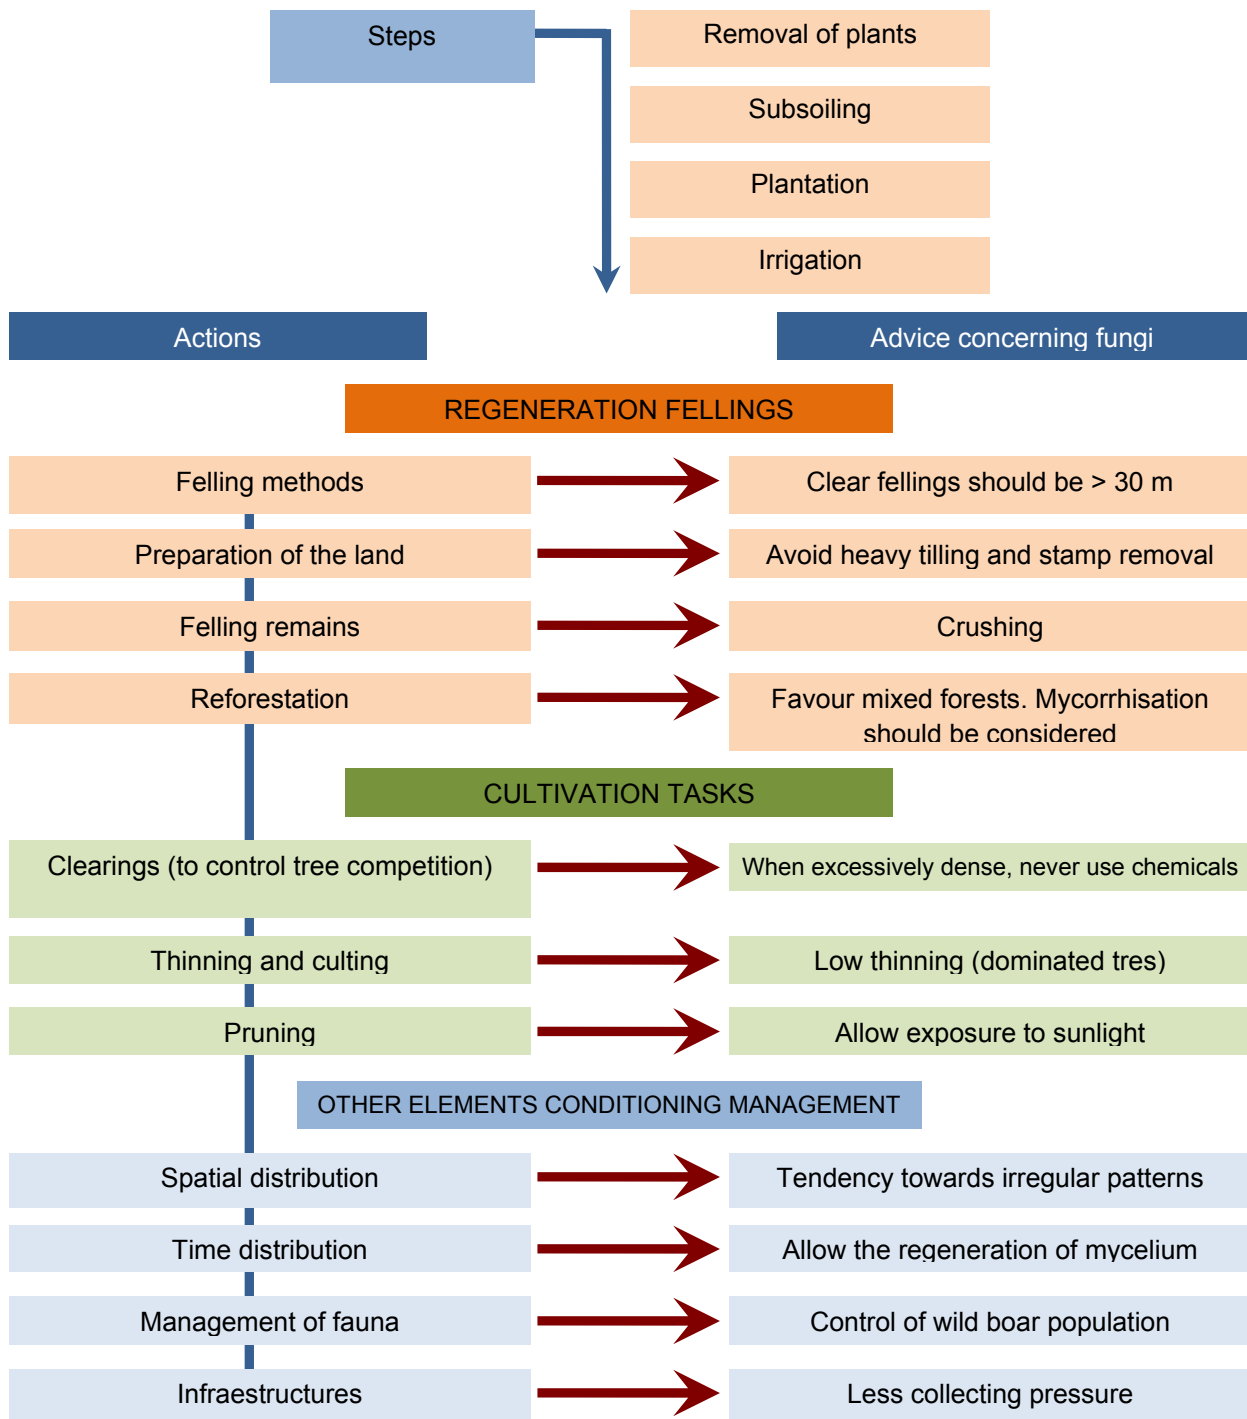 Steps
Removal of plants
Subsoiling
Plantation
Irrigation
Actions
Advice concerning fungi
REGENERATION FELLINGS
Felling methods
Clear fellings should be > 30 m
Preparation of the land
Avoid heavy tilling and stamp removal
Felling remains
Crushing
Reforestation
Favour mixed forests. Mycorrhisation
should be considered
CULTIVATION TASKS
Clearings (to control tree competition)
When excessively dense, never use chemicals
Thinning and culting
Low thinning (dominated tres)
Pruning
Allow exposure to sunlight
OTHER ELEMENTS CONDITIONING MANAGEMENT
Spatial distribution
Tendency towards irregular patterns
Time distribution
Allow the regeneration of mycelium
Management of fauna
Control of wild boar population
Infraestructures
Less collecting pressure